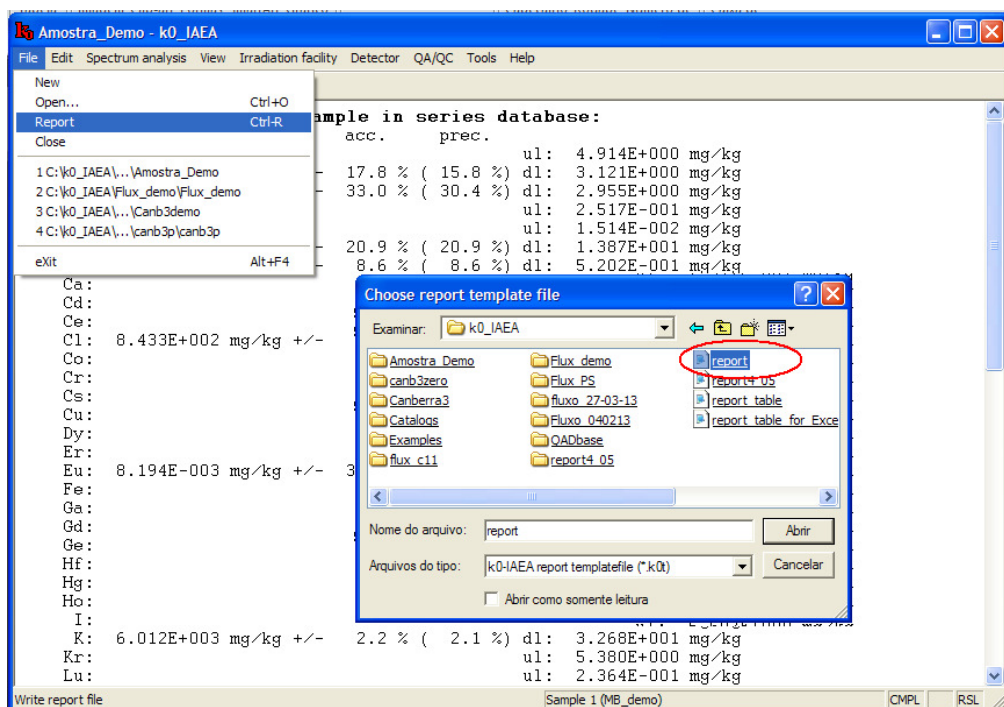 Amostra_Demo - k0_IAEA
File Edit Spectrum analysis View Irradiation facility Detector QA/QC Tools Help
New
Open... Ctrl+O
Report Ctrl-R
Close
1 C:\k0_IAEA\...\Amostra_Demo
2 C:\k0_IAEA\Flux_demo\Flux_demo
3 C:\k0_IAEA\...\Canb3demo
4 C:\k0_IAEA\...\canb3p\canb3p
eXit Alt+F4
ample in series database:
acc. prec.
ul: 4.914E+000 mg/kg
- 17.8 % ( 15.8 %) dl: 3.121E+000 mg/kg
- 33.0 % ( 30.4 %) dl: 2.955E+000 mg/kg
ul: 2.517E-001 mg/kg
ul: 1.514E-002 mg/kg
- 20.9 % ( 20.9 %) dl: 1.387E+001 mg/kg
- 8.6 % ( 8.6 %) dl: 5.202E-001 mg/kg
Ca:
Cd:
Ce:
Cl: 8.433E+002 mg/kg +/-
Co:
Cr:
Cs:
Cu:
Dy:
Er:
Eu: 8.194E-003 mg/kg +/- 3
Fe:
Ga:
Gd:
Ge:
Hf:
Hg:
Ho:
I:
K: 6.012E+003 mg/kg +/- 2.2 % ( 2.1 %) dl: 3.268E+001 mg/kg
Kr: ul: 5.380E+000 mg/kg
Lu: ul: 2.364E-001 mg/kg
Choose report template file
Examinar: k0_IAEA
Amostra_Demo Flux_demo report
canb3zero Flux_PS report4_05
Canberra3 fluxo_27-03-13 report_table
Catalogs Fluxo_040213 report_table_for_Exce
Examples QADbase
flux_c11 report4_05
Nome do arquivo: report Abrir
Arquivos do tipo: k0-IAEA report templatefile (*.k0t) Cancelar
Abrir como somente leitura
Write report file Sample 1 (MB_demo) CMPL RSL